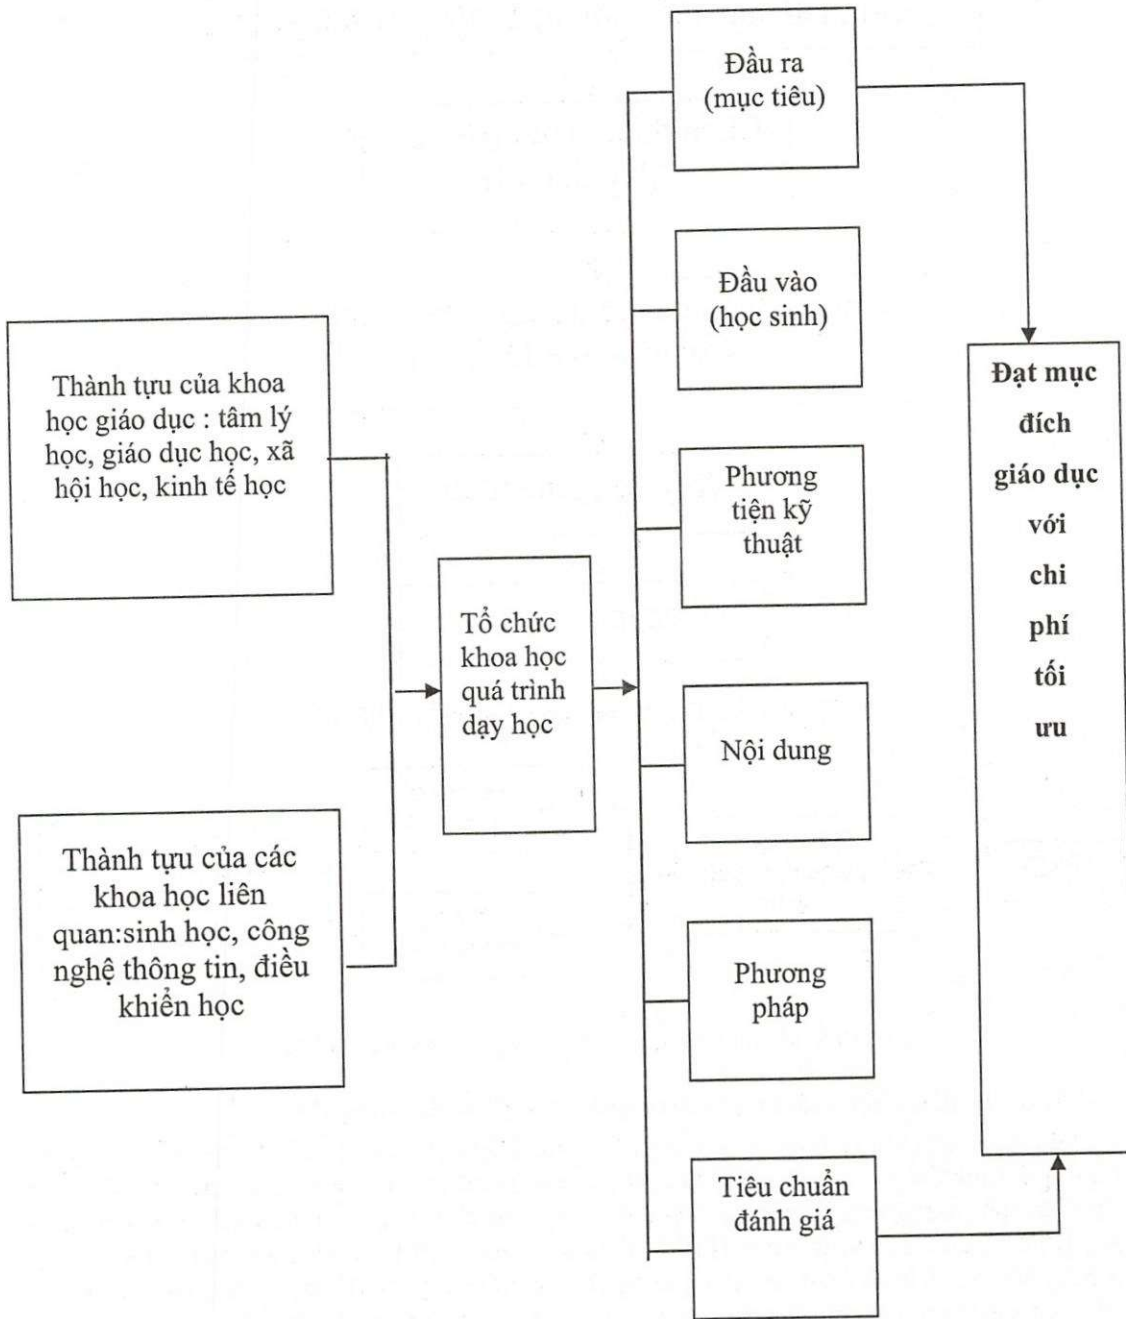 Đầu ra
(mục tiêu)
Đầu vào
(học sinh)
Thành tựu của khoa
học giáo dục : tâm lý
học, giáo dục học, xã
hội học, kinh tế học
Phương
tiện kỹ
thuật
Tổ chức
khoa học
quá trình
dạy học
Nội dung
Thành tựu của các
khoa học liên
quan:sinh học, công
nghệ thông tin, điều
khiển học
Phương
pháp
Tiêu chuẩn
đánh giá
Đạt mục
đích
giáo dục
với
chi
phí
tối
ưu